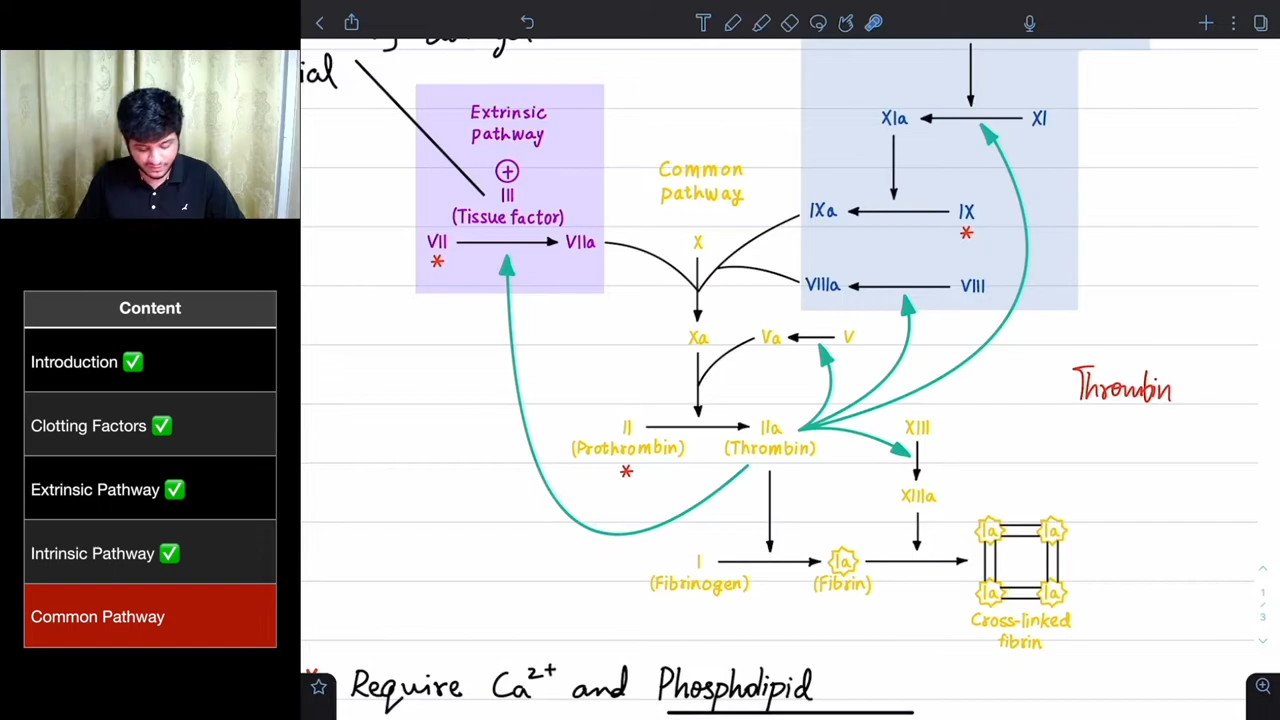 ial
Extrinsic
pathway
+
III
(Tissue factor)
VII
VIIa
*
Common
pathway
X
XIa
XI
IXa
IX
*
VIIIa
VIII
Xa
Va
V
Thrombin
II
(Prothrombin)
*
IIa
(Thrombin)
XIII
XIIIa
I
(Fibrinogen)
Ia
(Fibrin)
Ia
Ia
Ia
Ia
Cross-linked
fibrin
* Require Ca2+ and Phospholipid
Content
Introduction ✅
Clotting Factors ✅
Extrinsic Pathway ✅
Intrinsic Pathway ✅
Common Pathway
1
/
3